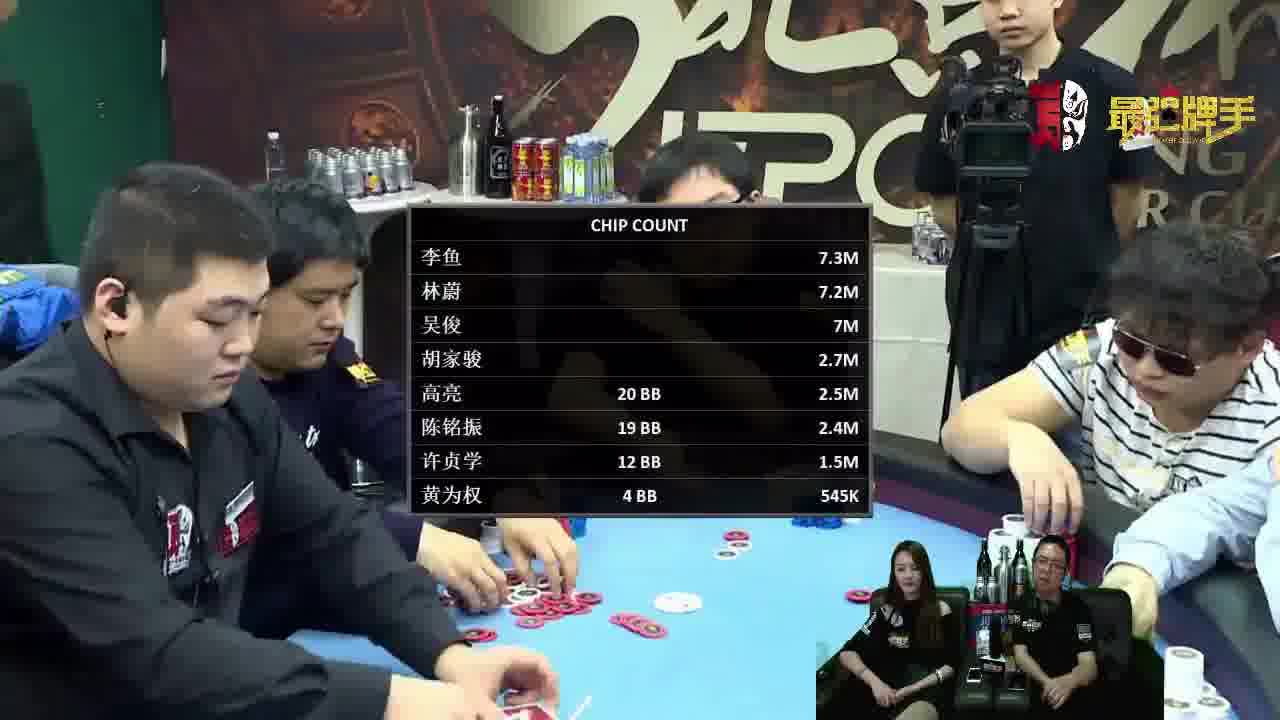 最强牌手
CHIP COUNT
李鱼 7.3M
林蔚 7.2M
吴俊 7M
胡家骏 2.7M
高亮 20 BB 2.5M
陈铭振 19 BB 2.4M
许贞学 12 BB 1.5M
黄为权 4 BB 545K